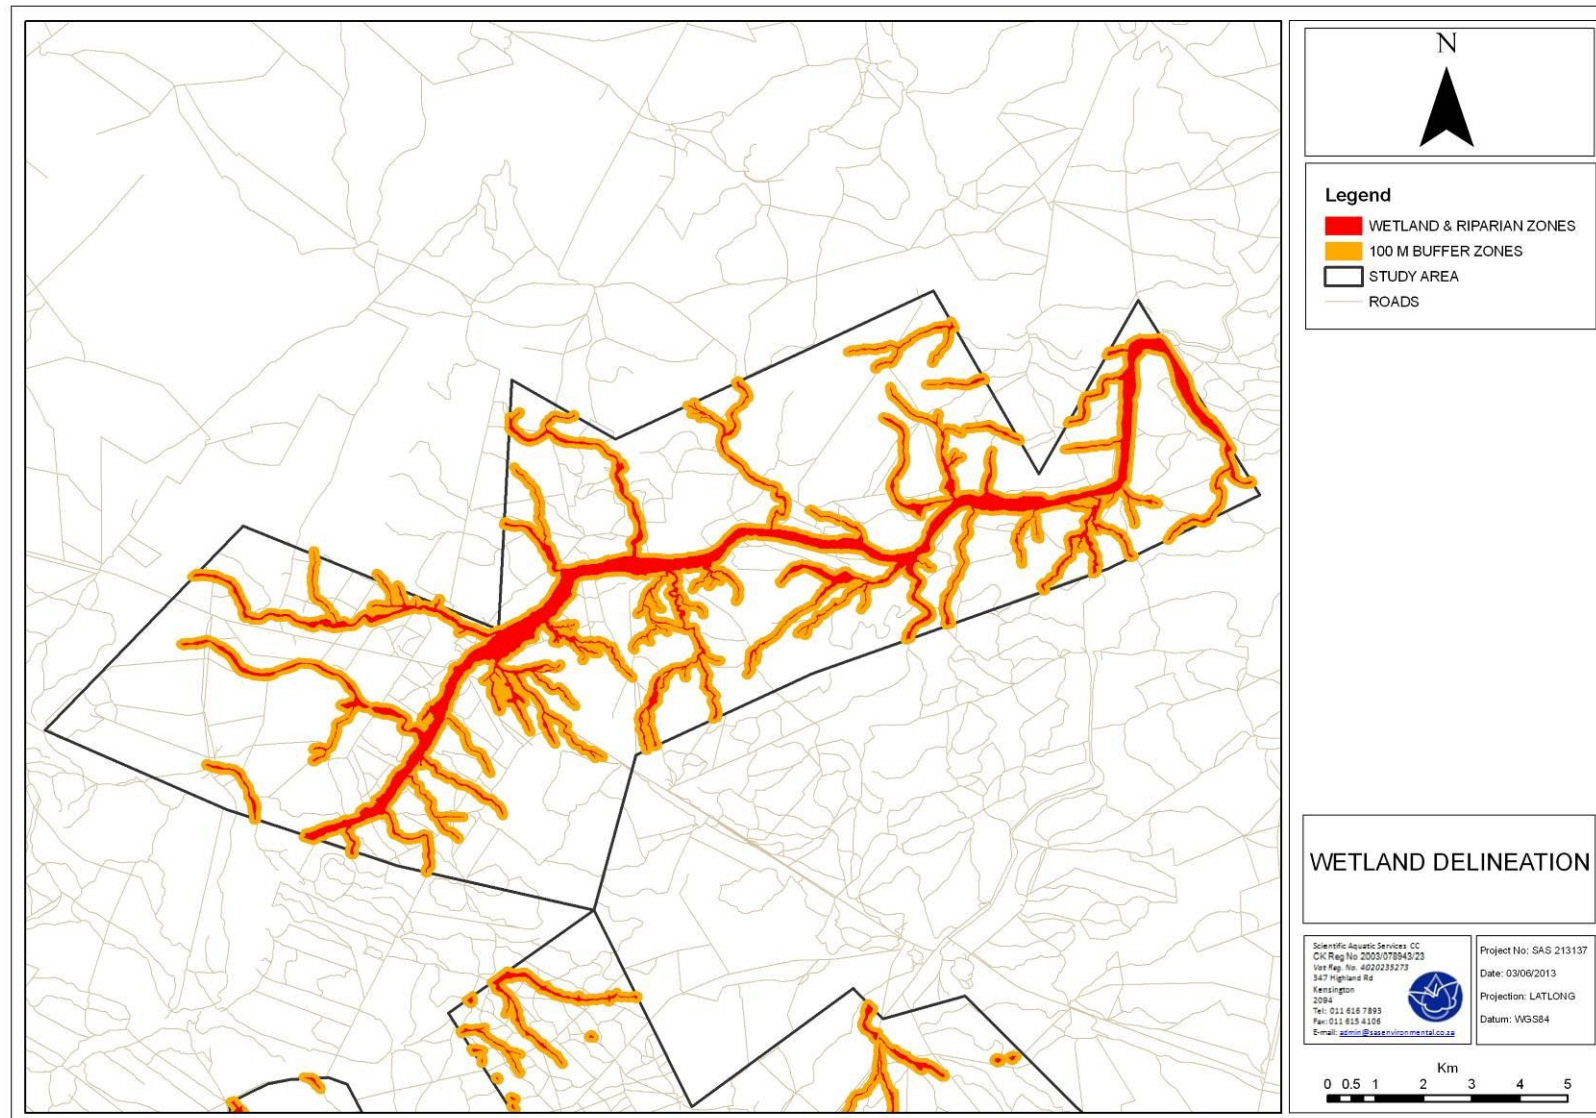 N
Legend
WETLAND & RIPARIAN ZONES
100 M BUFFER ZONES
STUDY AREA
ROADS
WETLAND DELINEATION
Scientific Aquatic Services CC
CK Reg No 2003/078943/23
Vat Reg. No. 4020235273
347 Highland Rd
Kensington
2094
Tel: 011 616 7893
Fax: 011 615 4106
E-mail: admin@sasenvironmental.co.za
Project No: SAS 213137
Date: 03/06/2013
Projection: LATLONG
Datum: WGS84
Km
0 0.5 1 2 3 4 5